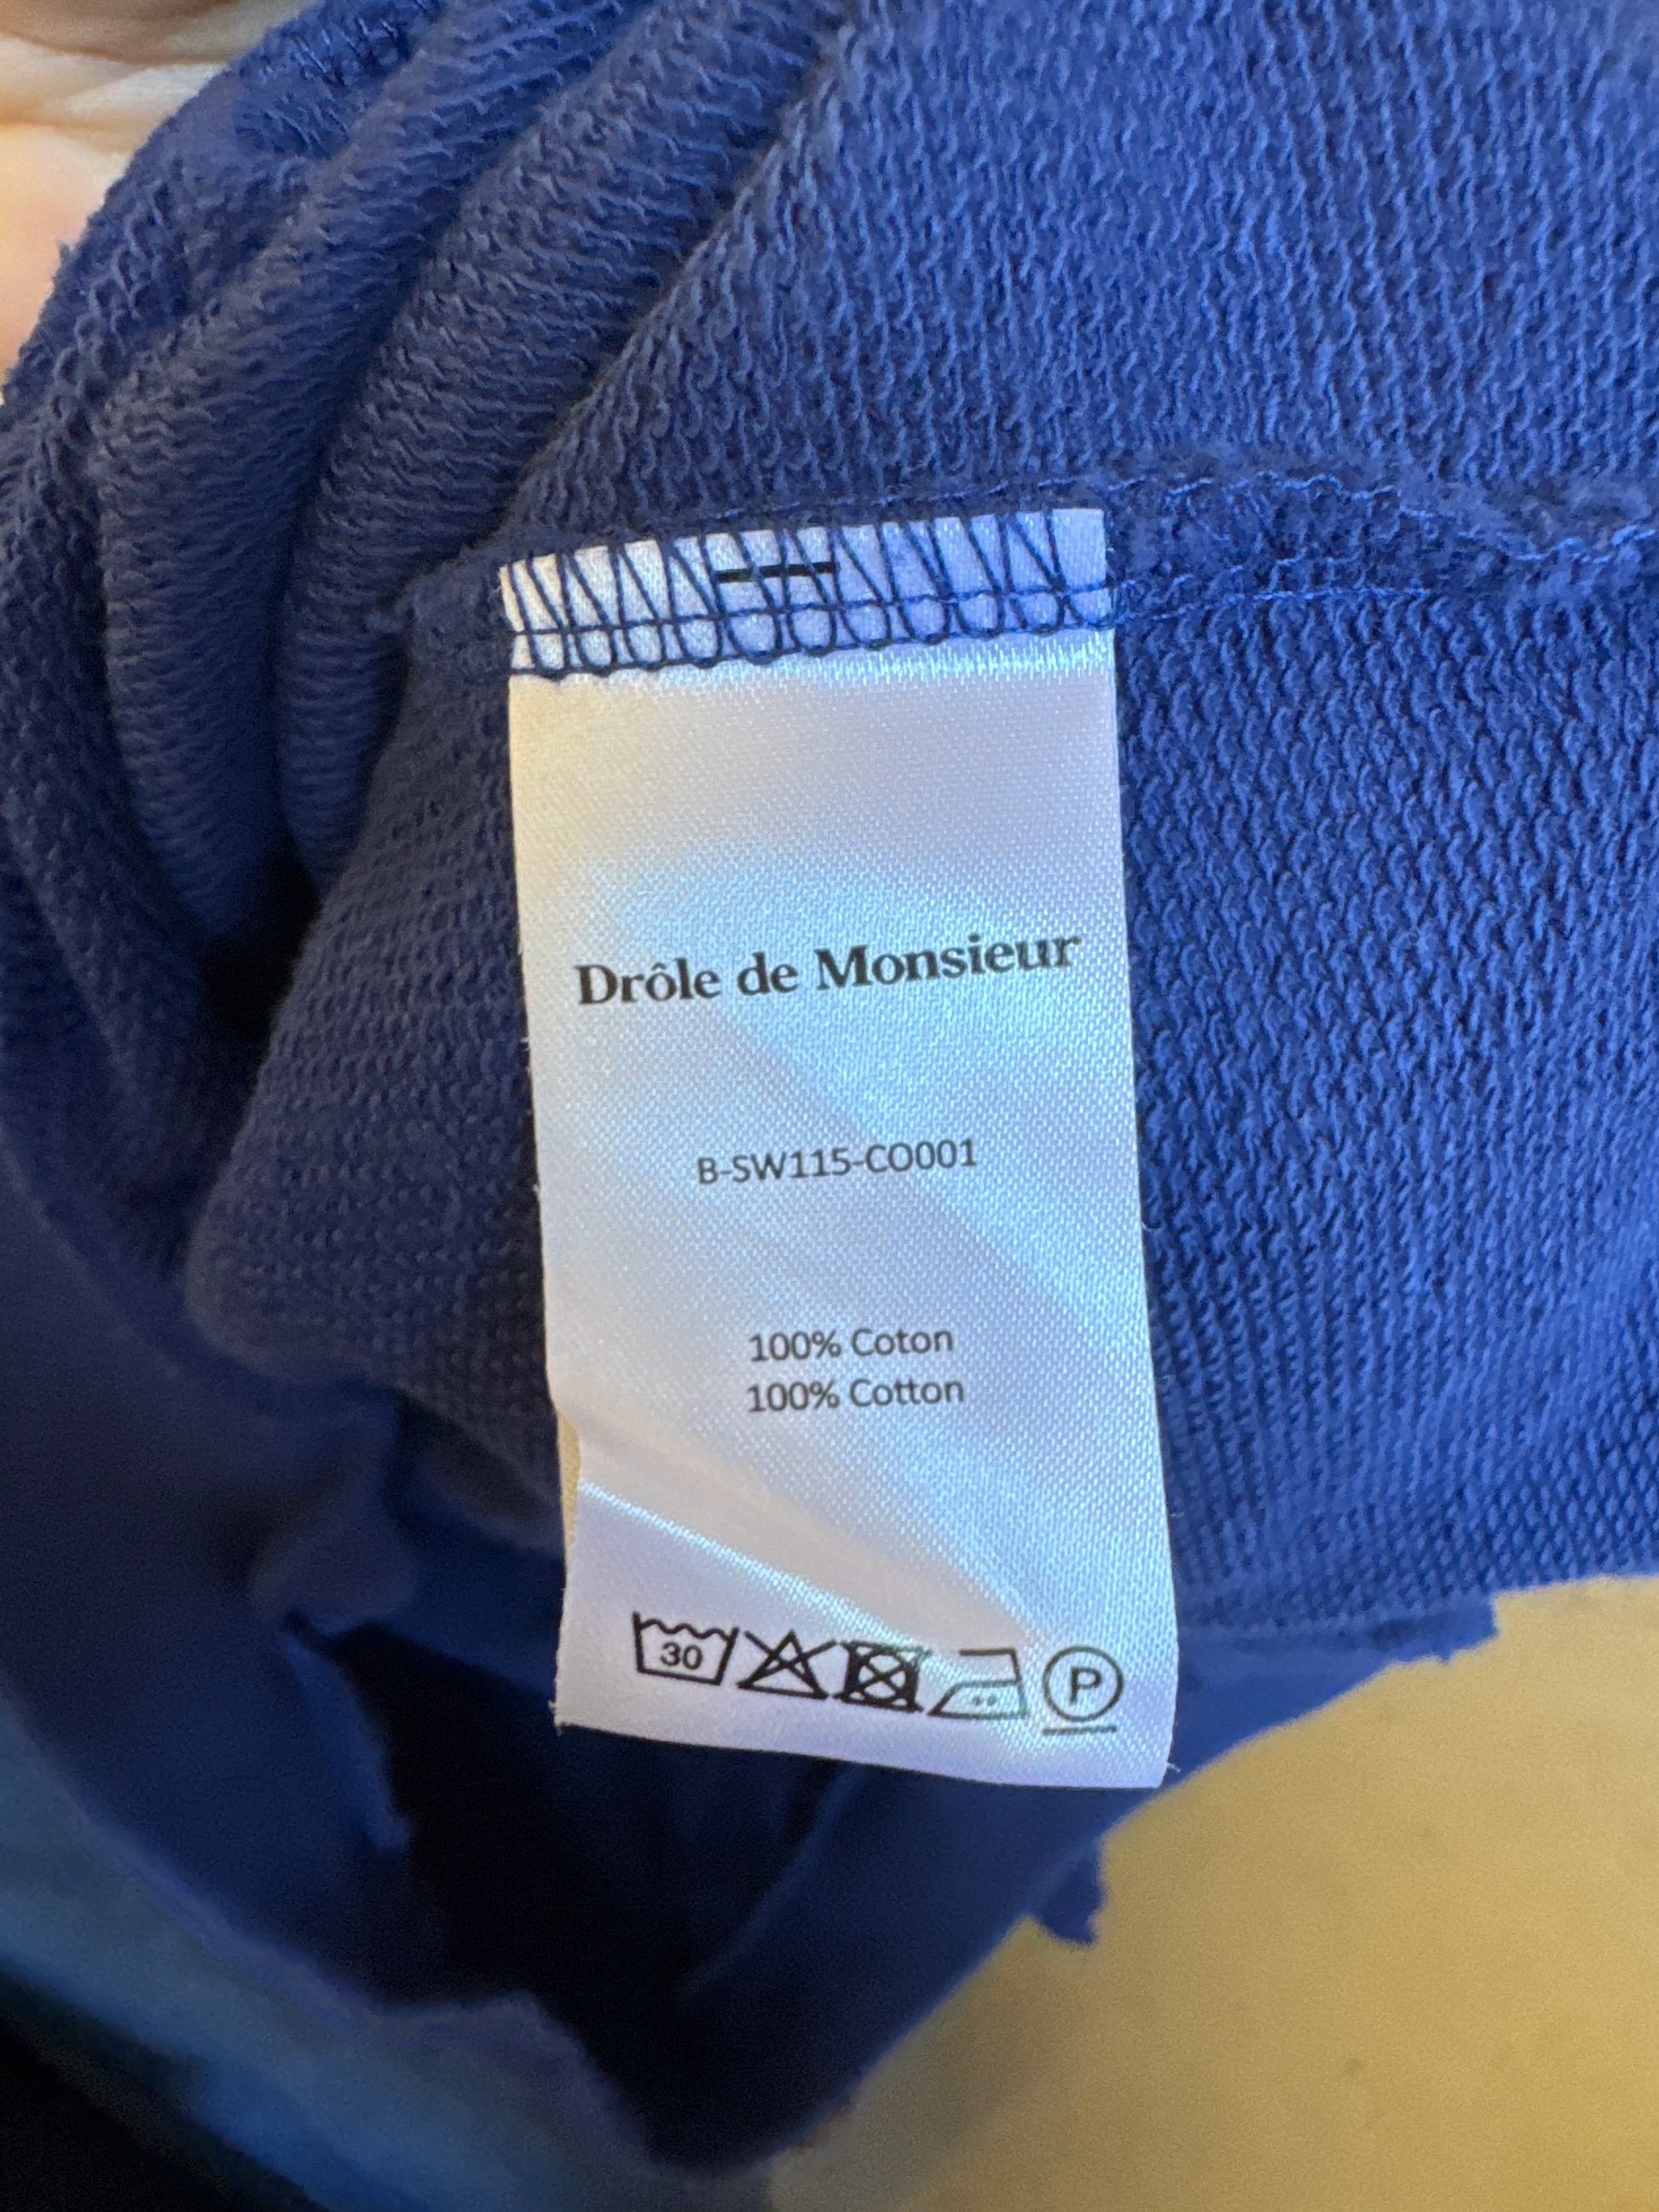 Drôle de Monsieur
B-SW115-CO001
100% Coton
100% Cotton
30
P